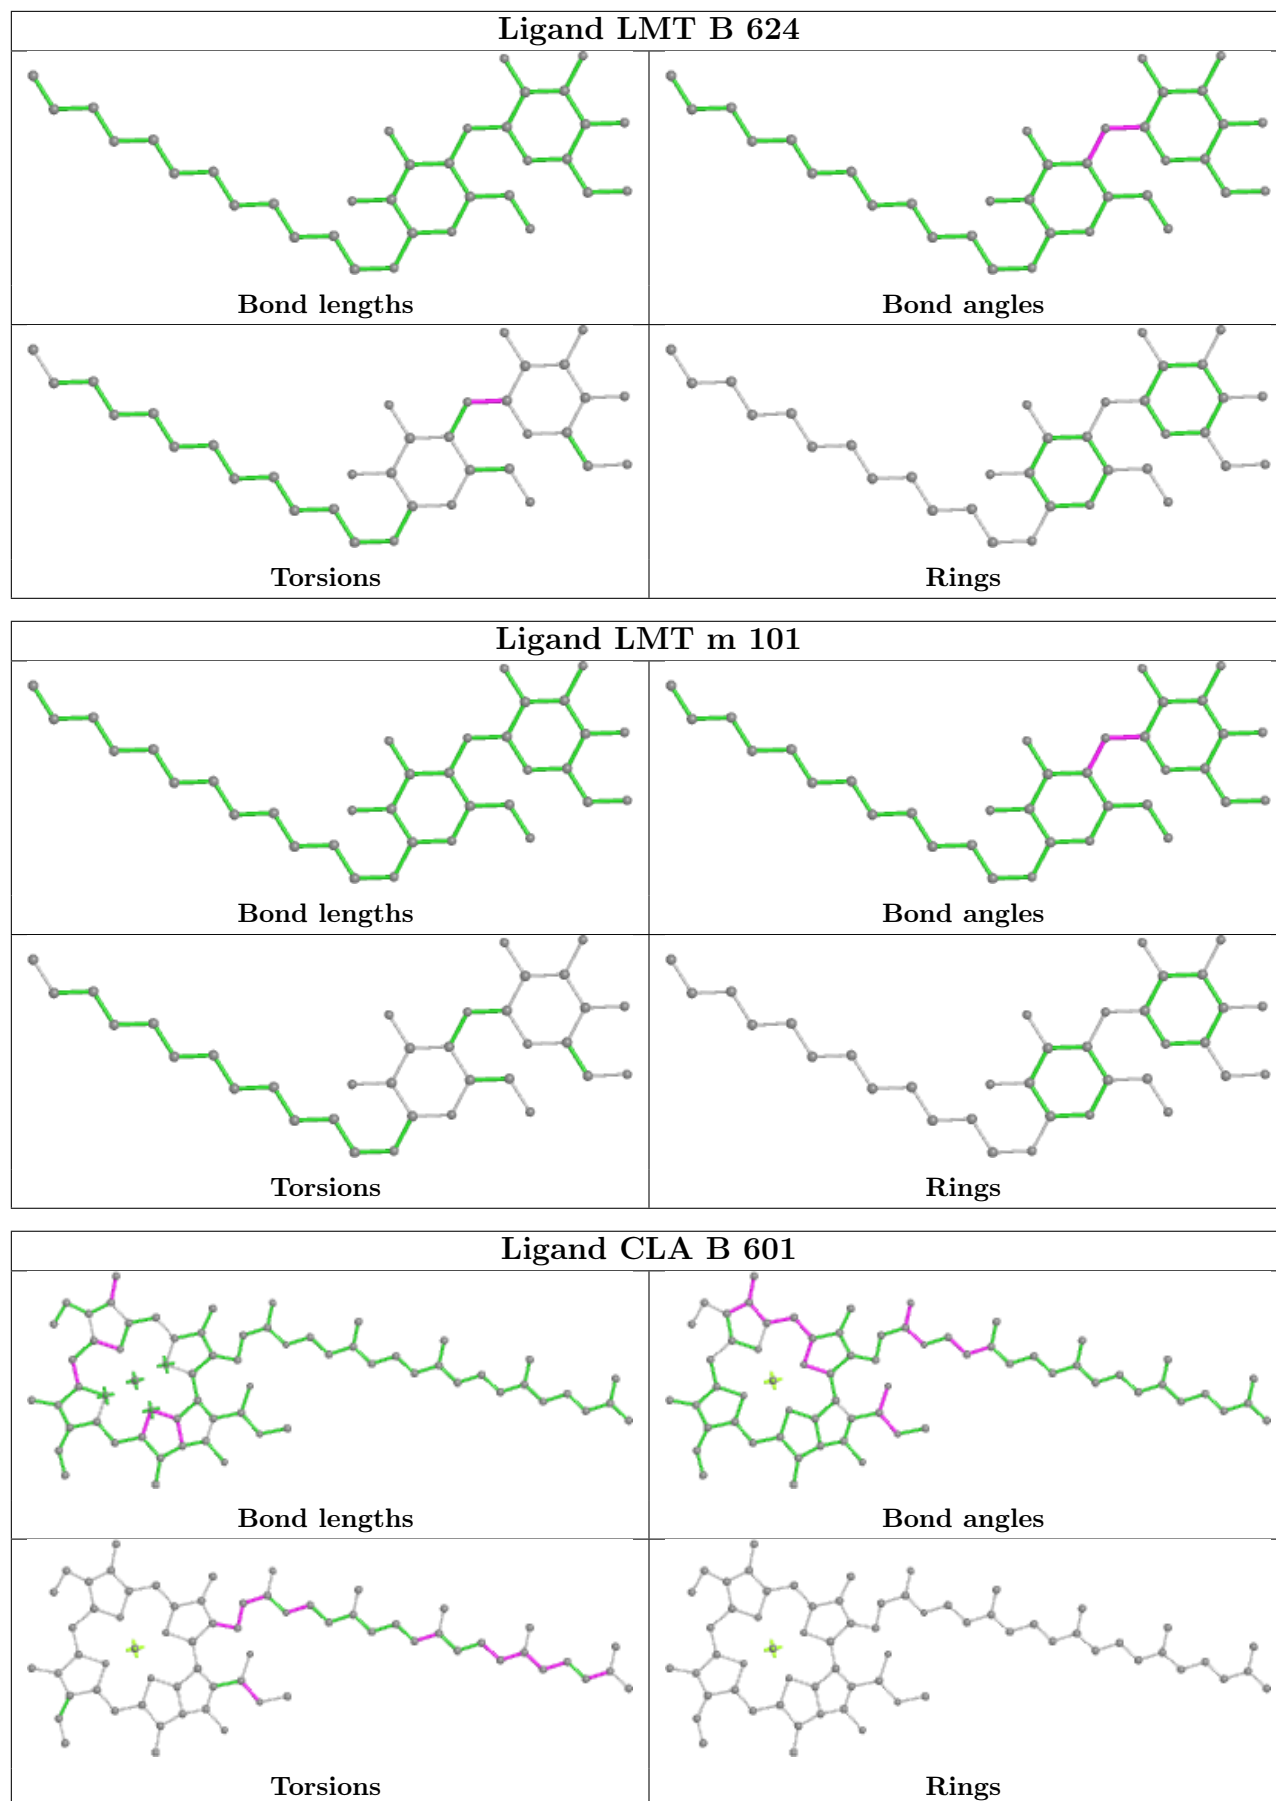 Ligand LMT B 624
Bond lengths
Bond angles
Torsions
Rings
Ligand LMT m 101
Bond lengths
Bond angles
Torsions
Rings
Ligand CLA B 601
Bond lengths
Bond angles
Torsions
Rings